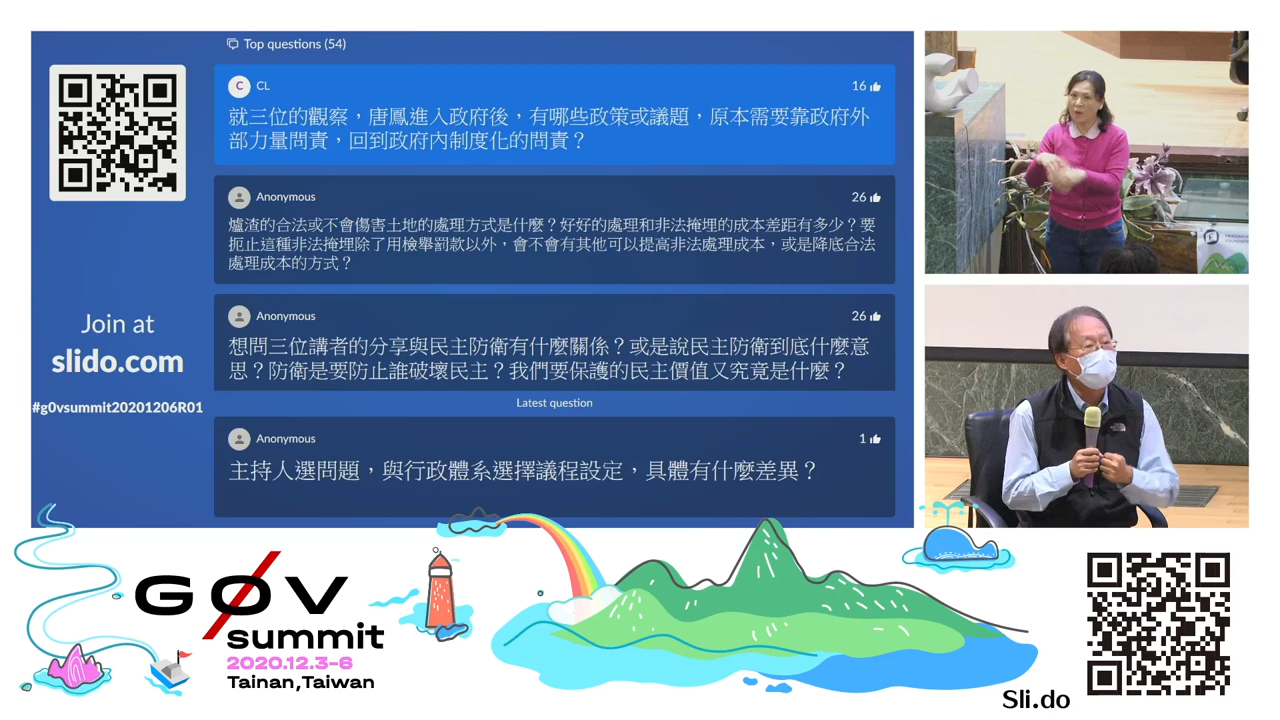 Top questions (54)
C
CL
16
就三位的觀察，唐鳳進入政府後，有哪些政策或議題，原本需要靠政府外
部力量問責，回到政府內制度化的問責？
Anonymous
26
爐渣的合法或不會傷害土地的處理方式是什麼？好好的處理和非法掩埋的成本差距有多少？要
扼止這種非法掩埋除了用檢舉罰款以外，會不會有其他可以提高非法處理成本，或是降底合法
處理成本的方式？
Anonymous
26
想問三位講者的分享與民主防衛有什麼關係？或是說民主防衛到底什麼意
思？防衛是要防止誰破壞民主？我們要保護的民主價值又究竟是什麼？
Latest question
Anonymous
1
主持人選問題，與行政體系選擇議程設定，具體有什麼差異？
Join at
slido.com
#g0vsummit20201206R01
G0V
summit
2020.12.3-6
Tainan,Taiwan
Sli.do